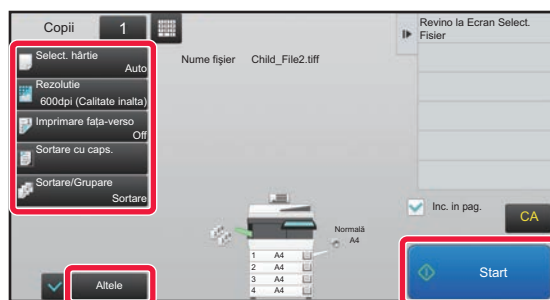 Copii
1
Select. hârtie
Auto
Rezolutie
600dpi (Calitate inalta)
Imprimare fața-verso
Off
Sortare cu caps.
Sortare/Grupare
Sortare
Altele
Nume fişier Child_File2.tiff
Normală
A4
1 A4
2 A4
3 A4
4 A4
Revino la Ecran Select.
Fisier
Inc. in pag.
CA
Start